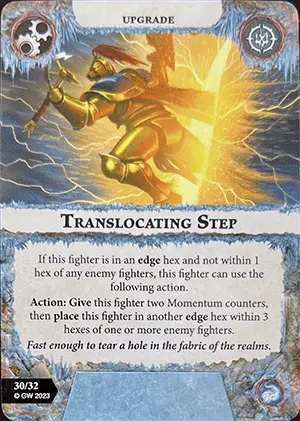 UPGRADE
TRANSLOCATING STEP
If this fighter is in an edge hex and not within 1
hex of any enemy fighters, this fighter can use the
following action.
Action: Give this fighter two Momentum counters,
then place this fighter in another edge hex within 3
hexes of one or more enemy fighters.
Fast enough to tear a hole in the fabric of the realms.
30/32
© GW 2023